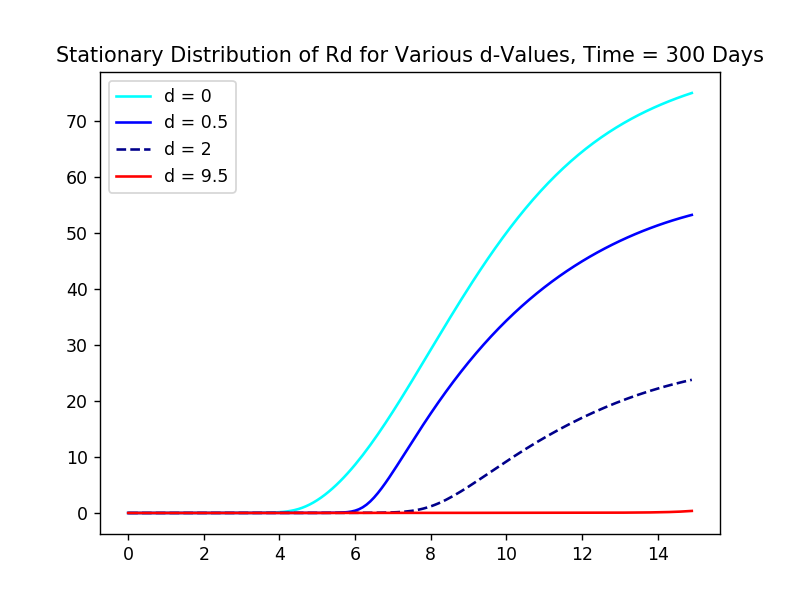 Stationary Distribution of Rd for Various d-Values, Time = 300 Days
d = 0
d = 0.5
d = 2
d = 9.5
70
60
50
40
30
20
10
0
0 2 4 6 8 10 12 14